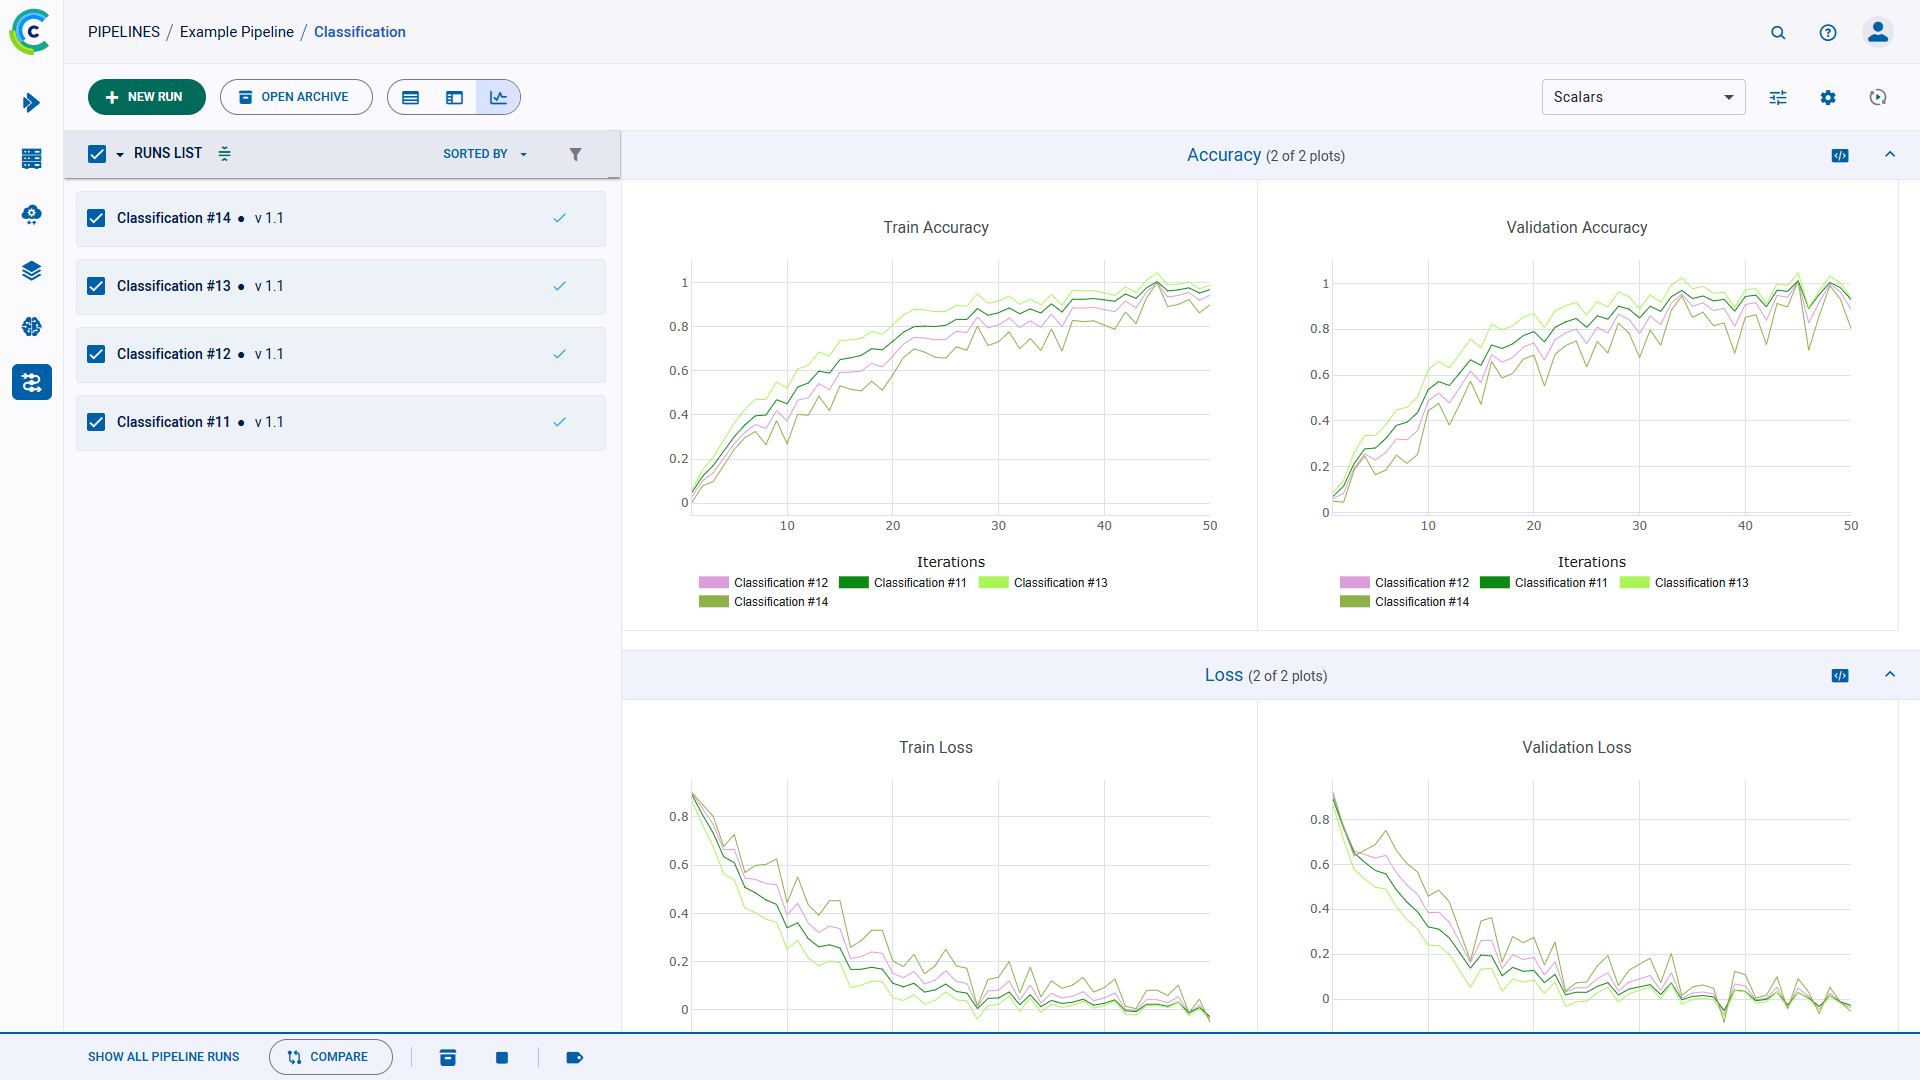 PIPELINES / Example Pipeline / Classification
NEW RUN
OPEN ARCHIVE
Scalars
RUNS LIST
SORTED BY
Classification #14 ● v 1.1
Classification #13 ● v 1.1
Classification #12 ● v 1.1
Classification #11 ● v 1.1
Accuracy (2 of 2 plots)
Train Accuracy
1
0.8
0.6
0.4
0.2
0
10 20 30 40 50
Iterations
Classification #12 Classification #11 Classification #13
Classification #14
Validation Accuracy
1
0.8
0.6
0.4
0.2
0
10 20 30 40 50
Iterations
Classification #12 Classification #11 Classification #13
Classification #14
Loss (2 of 2 plots)
Train Loss
0.8
0.6
0.4
0.2
0
Validation Loss
0.8
0.6
0.4
0.2
0
SHOW ALL PIPELINE RUNS
COMPARE